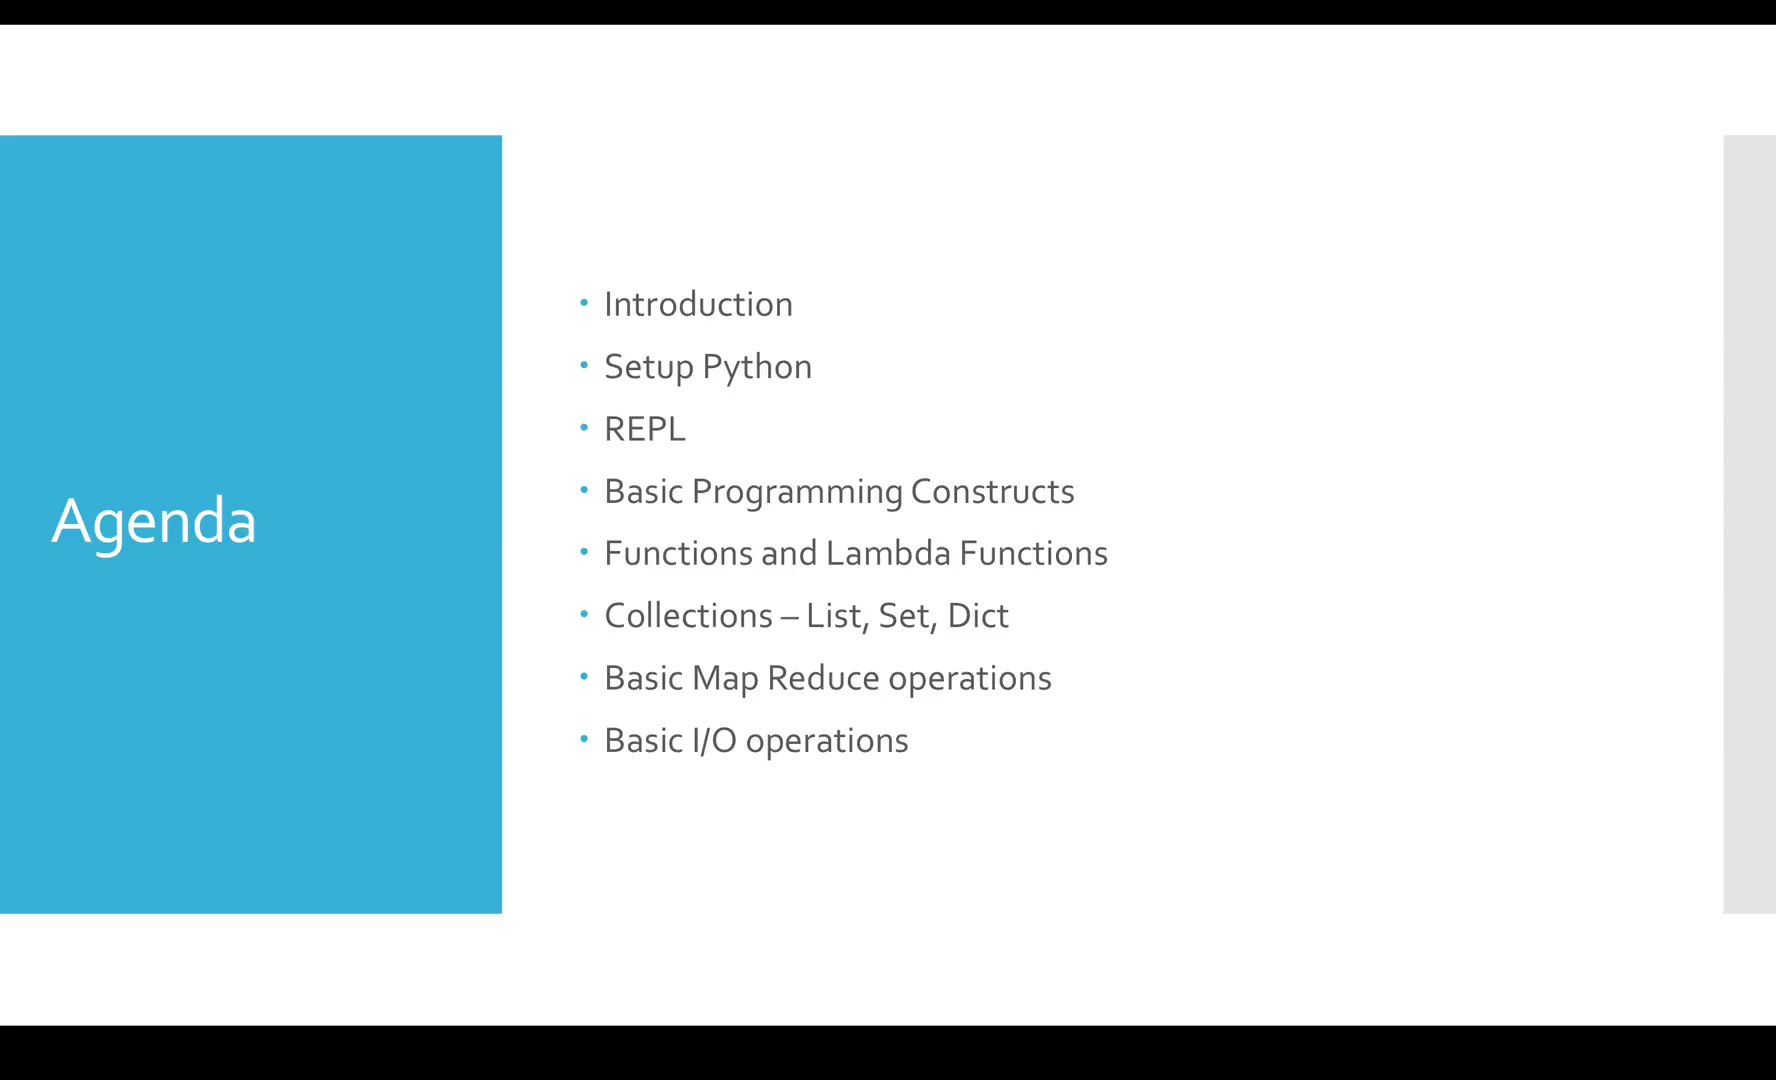 Agenda
• Introduction
• Setup Python
• REPL
• Basic Programming Constructs
• Functions and Lambda Functions
• Collections – List, Set, Dict
• Basic Map Reduce operations
• Basic I/O operations